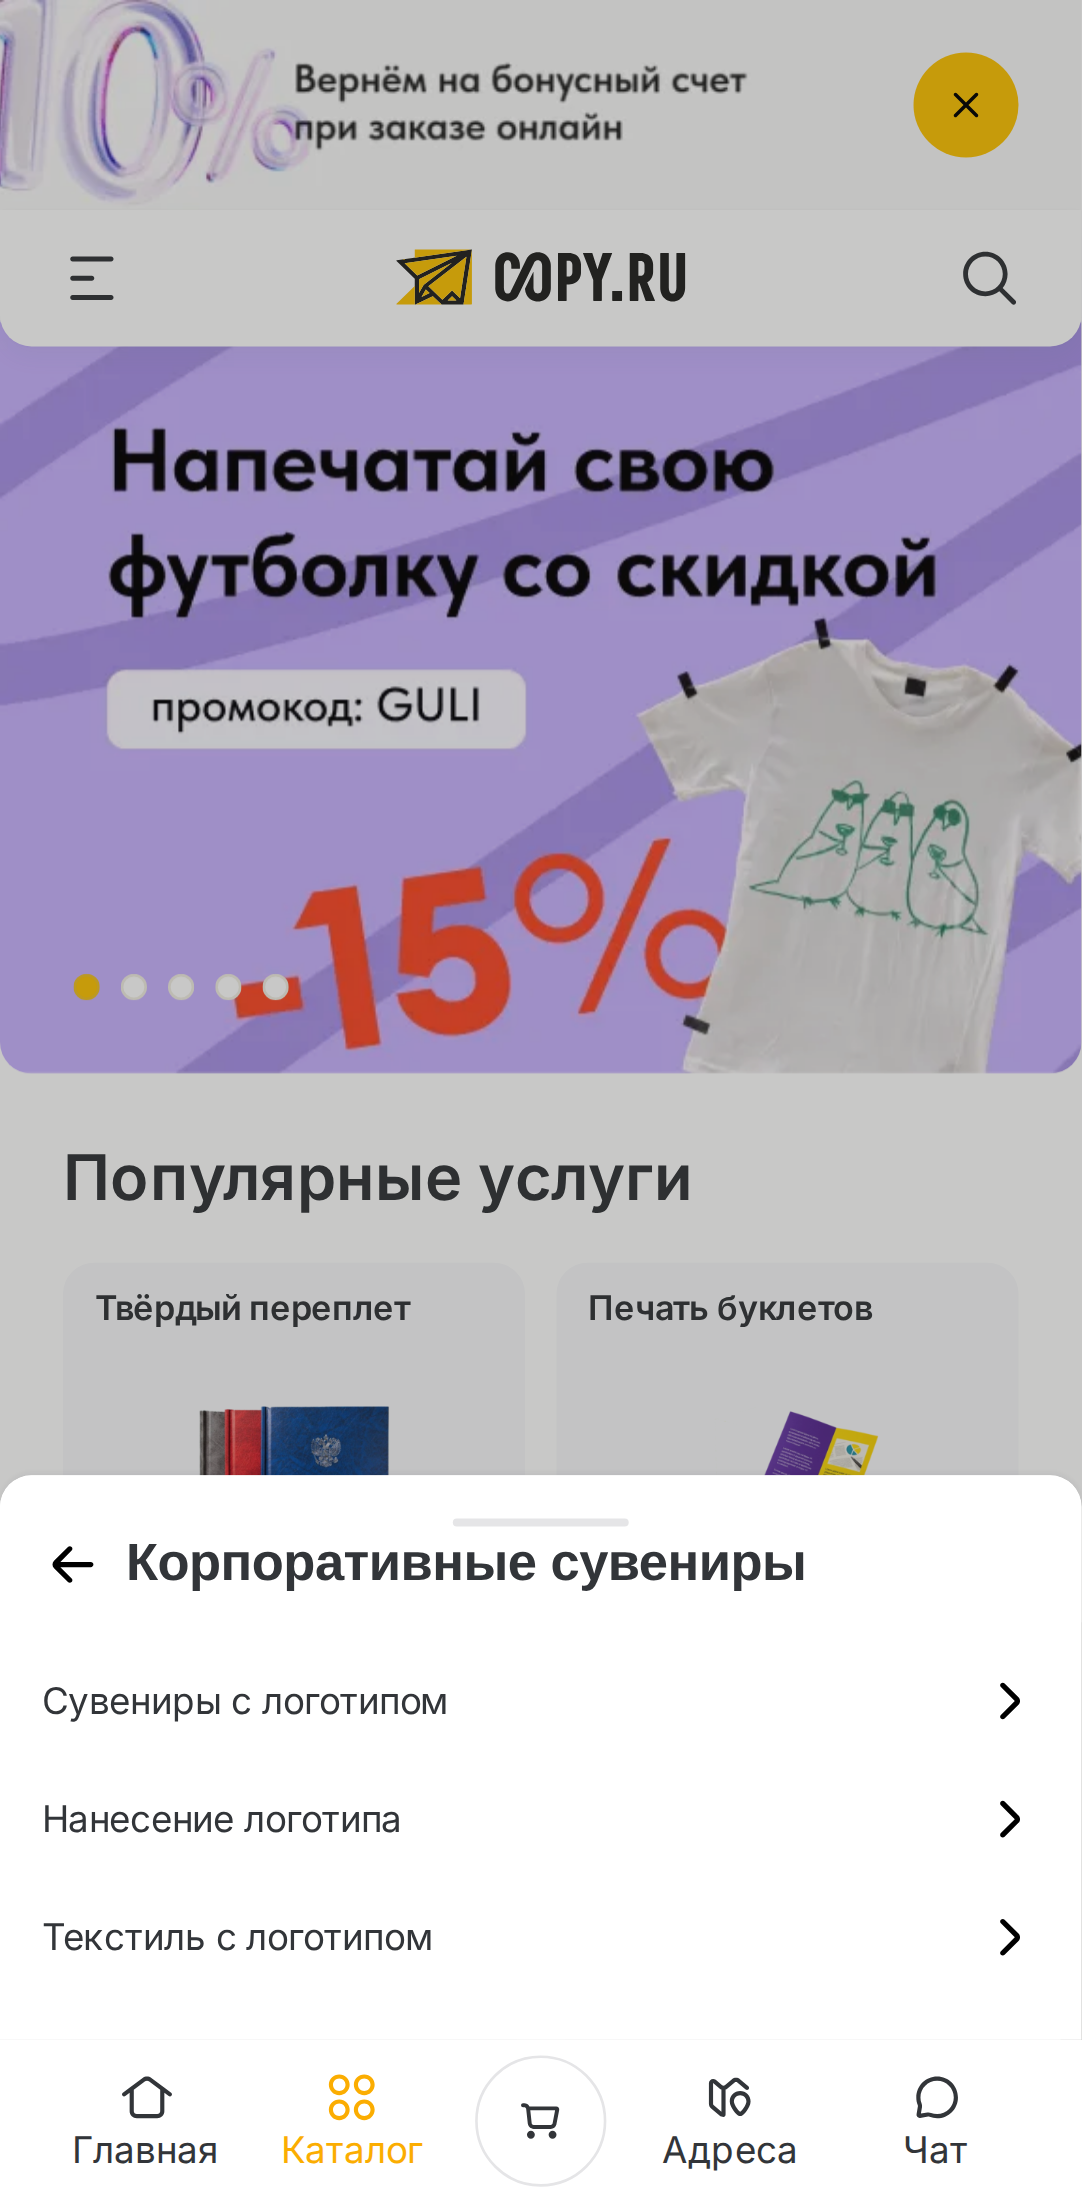 10%
Вернём на бонусный счет
при заказе онлайн
COPY.RU
Напечатай свою
футболку со скидкой
промокод: GULI
-15%
Популярные услуги
Твёрдый переплет
Печать буклетов
Корпоративные сувениры
Сувениры с логотипом
Нанесение логотипа
Текстиль с логотипом
Главная
Каталог
Адреса
Чат